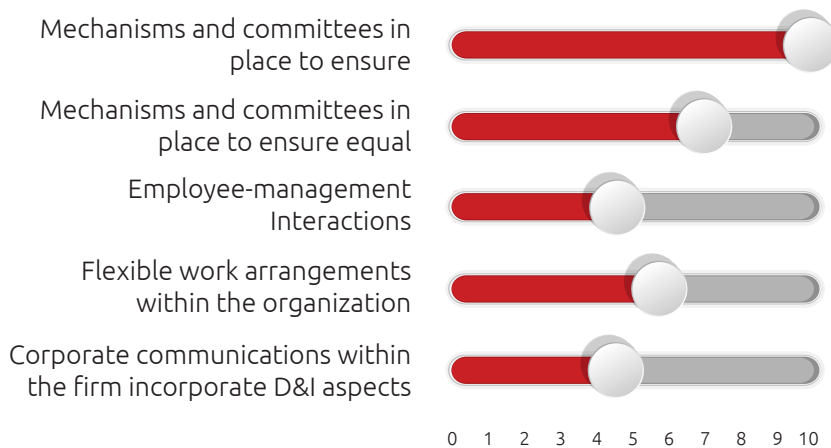 Mechanisms and committees in
place to ensure
Mechanisms and committees in
place to ensure equal
Employee-management
Interactions
Flexible work arrangements
within the organization
Corporate communications within
the firm incorporate D&I aspects
0 1 2 3 4 5 6 7 8 9 10